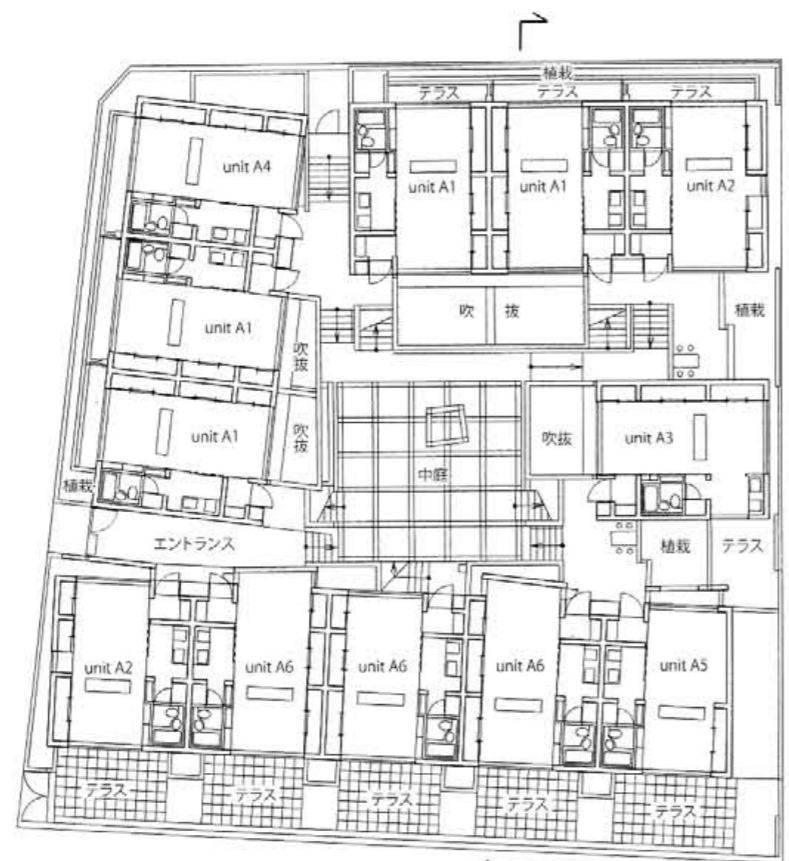 植栽
テラス
テラス
テラス
unit A4
unit A1
unit A1
unit A2
吹 抜
植栽
unit A1
吹抜
unit A1
吹抜
吹抜
unit A3
中庭
植栽
エントランス
植栽
テラス
unit A2
unit A6
unit A6
unit A6
unit A5
テラス
テラス
テラス
テラス
テラス